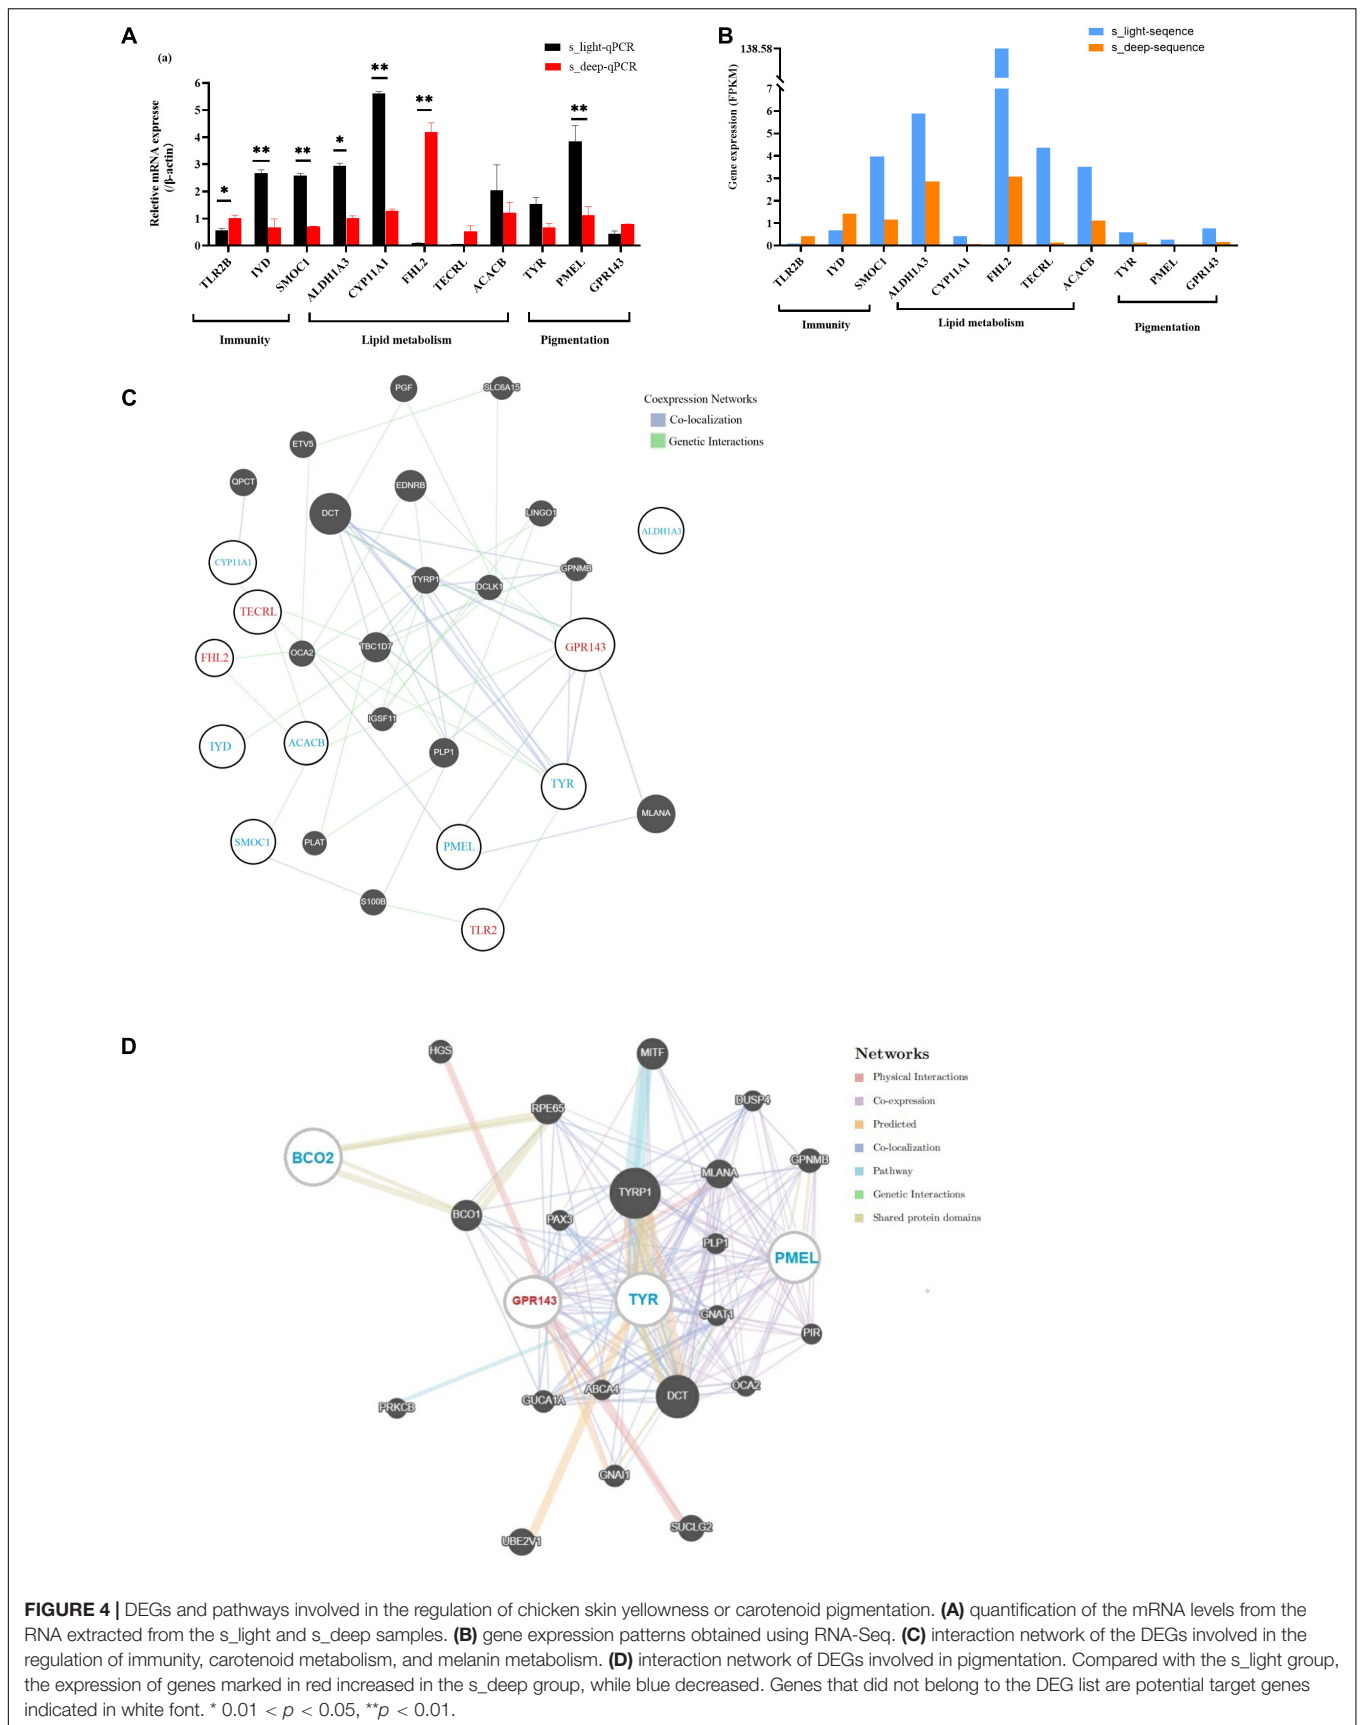 A
(a)
s_light-qPCR
s_deep-qPCR
Reletive mRNA expresse
(/β-actin)
6
5
4
3
2
1
0
*
**
**
*
**
**
**
TLR2B
IYD
SMOC1
ALDH1A3
CYP11A1
FHL2
TECRL
ACACB
TYR
PMEL
GPR143
Immunity
Lipid metabolism
Pigmentation
B
s_light-seqence
s_deep-sequence
Gene expression (FPKM)
138.58
7
6
5
4
3
2
1
0
TLR2B
IYD
SMOC1
ALDH1A3
CYP11A1
FHL2
TECRL
ACACB
TYR
PMEL
GPR143
Immunity
Lipid metabolism
Pigmentation
C
Coexpression Networks
Co-localization
Genetic Interactions
PGF
SLC6A15
ETV5
QPCT
EDNRB
DCT
LINGO1
ALDH1A3
CYP11A1
GPNMB
TYRP1
DCLK1
TECRL
GPR143
OCA2
TBC1D7
FHL2
IGSF11
IYD
ACACB
PLP1
TYR
MLANA
SMOC1
PLAT
PMEL
S100B
TLR2
D
Networks
Physical Interactions
Co-expression
Predicted
Co-localization
Pathway
Genetic Interactions
Shared protein domains
HGS
MITF
RPE65
DUSP4
BCO2
GPNMB
MLANA
TYRP1
BCO1
PAX3
PLP1
PMEL
GPR143
TYR
GNAT1
PIR
OCA2
ABCA4
DCT
GUCA1A
PRKCB
GNAI1
SUCLG2
UBE2V1
FIGURE 4 | DEGs and pathways involved in the regulation of chicken skin yellowness or carotenoid pigmentation. (A) quantification of the mRNA levels from the
RNA extracted from the s_light and s_deep samples. (B) gene expression patterns obtained using RNA-Seq. (C) interaction network of the DEGs involved in the
regulation of immunity, carotenoid metabolism, and melanin metabolism. (D) interaction network of DEGs involved in pigmentation. Compared with the s_light group,
the expression of genes marked in red increased in the s_deep group, while blue decreased. Genes that did not belong to the DEG list are potential target genes
indicated in white font. * 0.01 < p < 0.05, **p < 0.01.